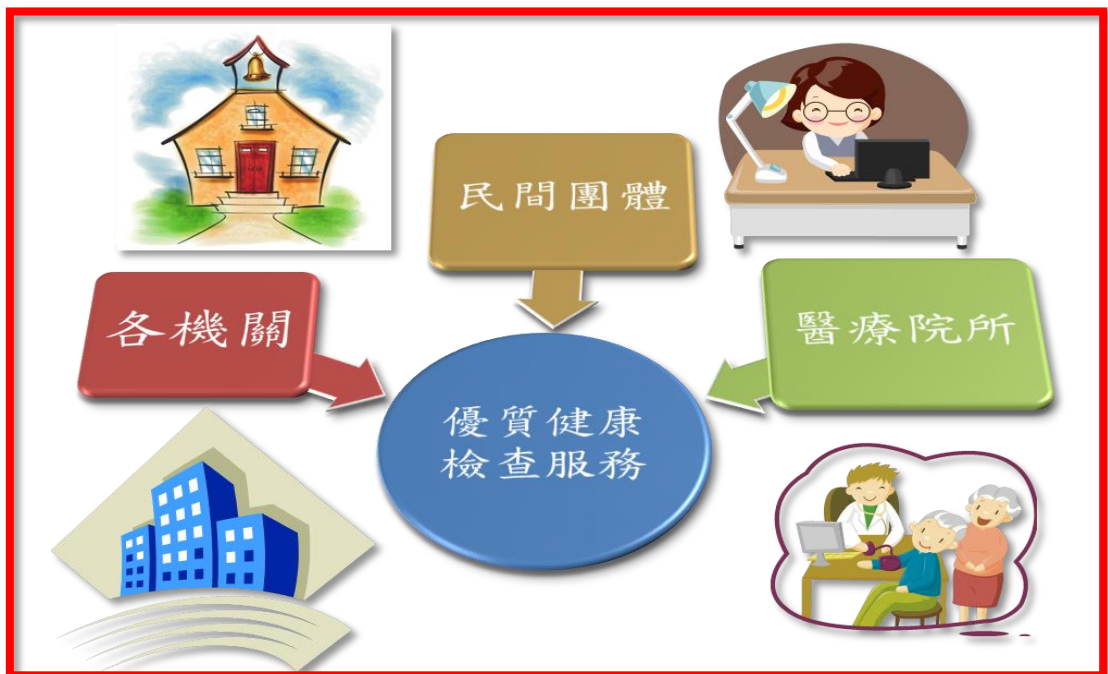 民間團體
各機關
醫療院所
優質健康
檢查服務